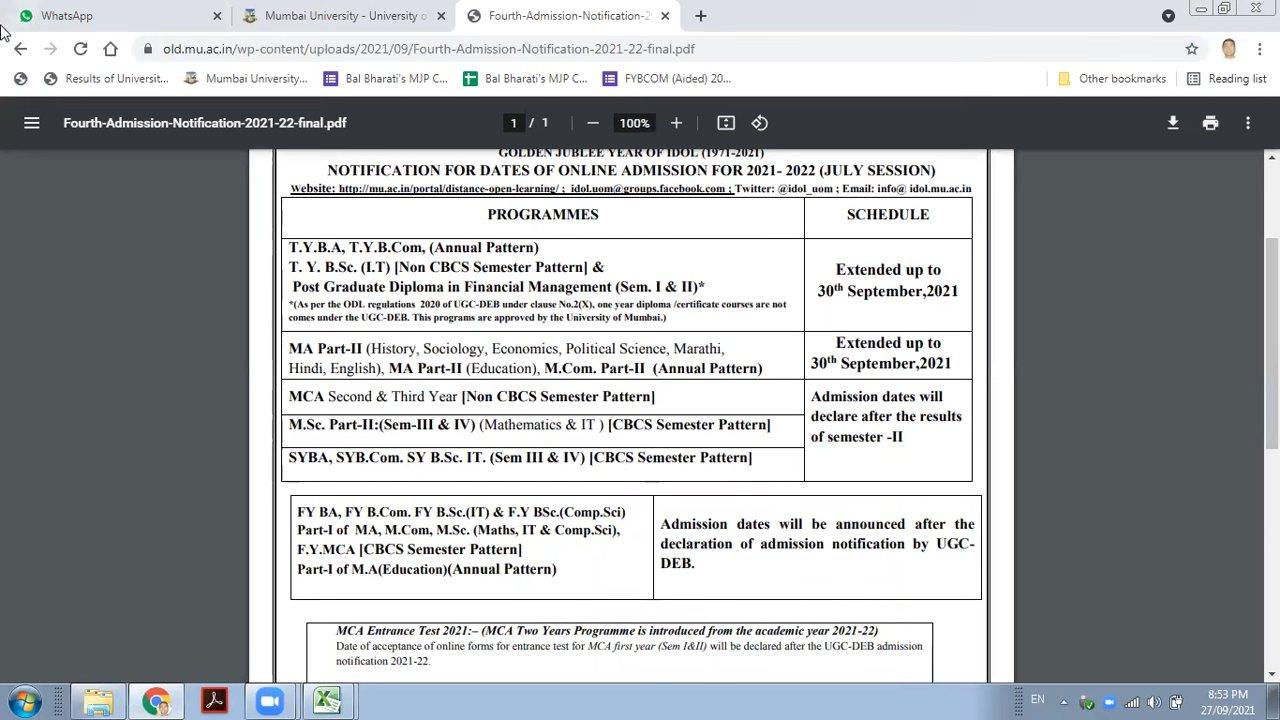 WhatsApp
Mumbai University - University o
Fourth-Admission-Notification-2
old.mu.ac.in/wp-content/uploads/2021/09/Fourth-Admission-Notification-2021-22-final.pdf
Results of Universit...
Mumbai University...
Bal Bharati's MJP C...
Bal Bharati's MJP C...
FYBCOM (Aided) 20...
Other bookmarks
Reading list
Fourth-Admission-Notification-2021-22-final.pdf
1 / 1
100%
GOLDEN JUBLEE YEAR OF IDOL (1971-2021)
NOTIFICATION FOR DATES OF ONLINE ADMISSION FOR 2021- 2022 (JULY SESSION)
Website: http://mu.ac.in/portal/distance-open-learning/ ; idol.uom@groups.facebook.com ; Twitter: @idol_uom ; Email: info@ idol.mu.ac.in
PROGRAMMES
SCHEDULE
T.Y.B.A, T.Y.B.Com, (Annual Pattern)
T. Y. B.Sc. (I.T) [Non CBCS Semester Pattern] &
Post Graduate Diploma in Financial Management (Sem. I & II)*
*(As per the ODL regulations 2020 of UGC-DEB under clause No.2(X), one year diploma /certificate courses are not
comes under the UGC-DEB. This programs are approved by the University of Mumbai.)
Extended up to
30th September,2021
MA Part-II (History, Sociology, Economics, Political Science, Marathi,
Hindi, English), MA Part-II (Education), M.Com. Part-II (Annual Pattern)
Extended up to
30th September,2021
MCA Second & Third Year [Non CBCS Semester Pattern]
M.Sc. Part-II:(Sem-III & IV) (Mathematics & IT ) [CBCS Semester Pattern]
SYBA, SYB.Com. SY B.Sc. IT. (Sem III & IV) [CBCS Semester Pattern]
Admission dates will
declare after the results
of semester -II
FY BA, FY B.Com. FY B.Sc.(IT) & F.Y BSc.(Comp.Sci)
Part-I of MA, M.Com, M.Sc. (Maths, IT & Comp.Sci),
F.Y.MCA [CBCS Semester Pattern]
Part-I of M.A(Education)(Annual Pattern)
Admission dates will be announced after the
declaration of admission notification by UGC-
DEB.
MCA Entrance Test 2021:– (MCA Two Years Programme is introduced from the academic year 2021-22)
Date of acceptance of online forms for entrance test for MCA first year (Sem I&II) will be declared after the UGC-DEB admission
notification 2021-22.
EN
8:53 PM
27/09/2021